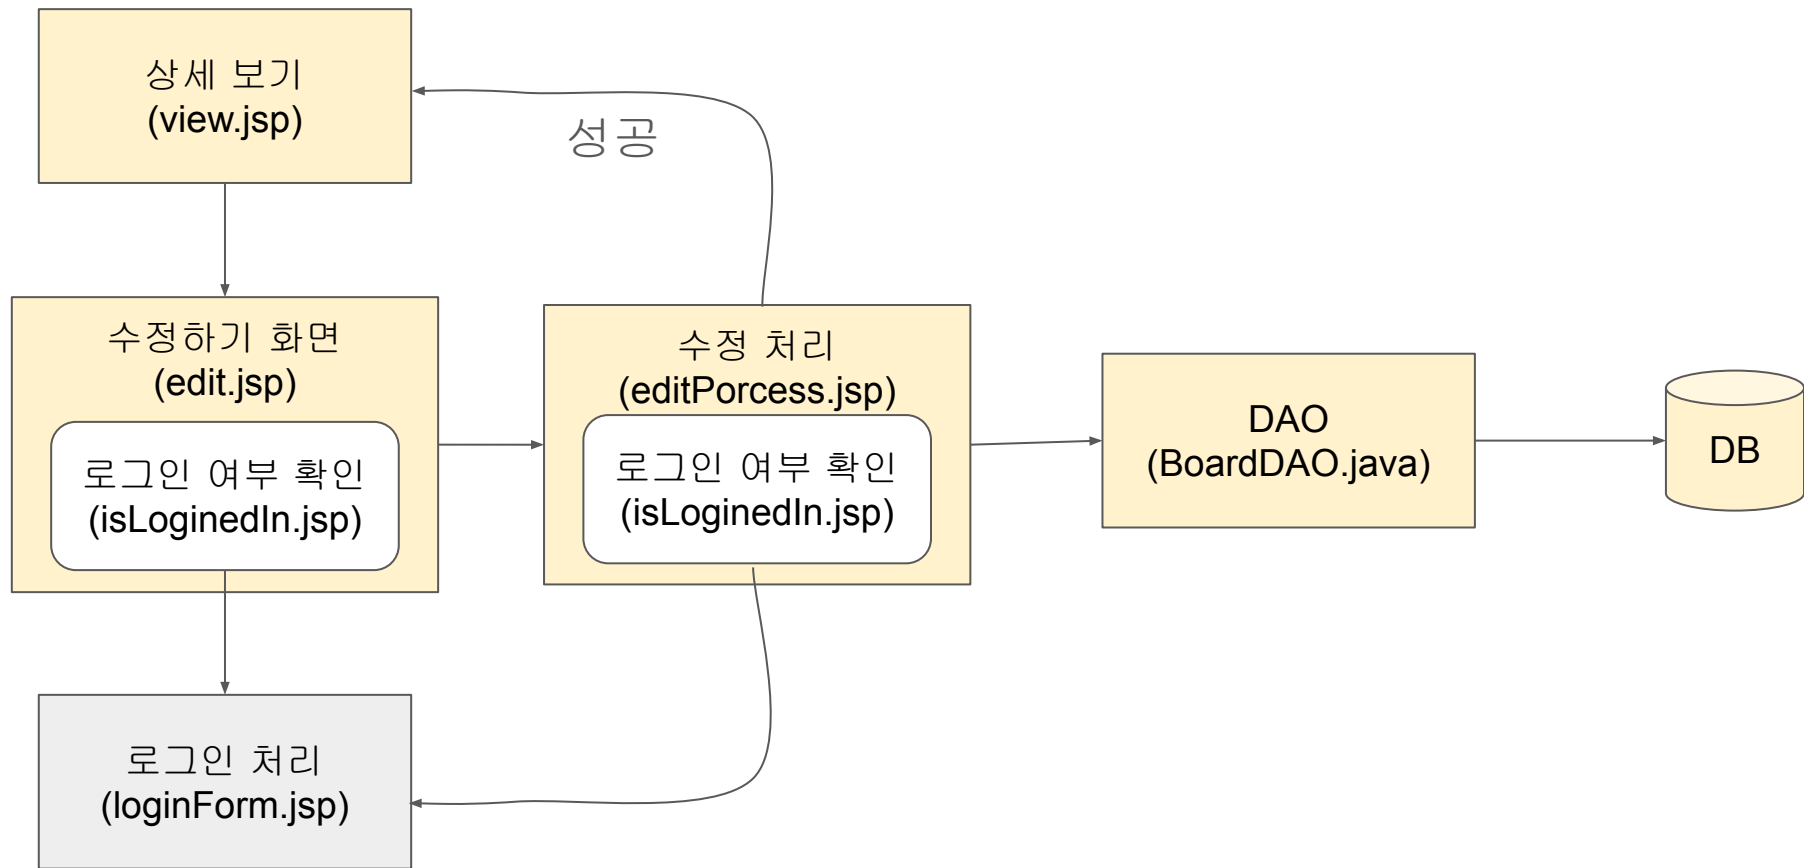 상세 보기
(view.jsp)
성공
수정하기 화면
(edit.jsp)
로그인 여부 확인
(isLoginedIn.jsp)
수정 처리
(editPorcess.jsp)
로그인 여부 확인
(isLoginedIn.jsp)
DAO
(BoardDAO.java)
DB
로그인 처리
(loginForm.jsp)